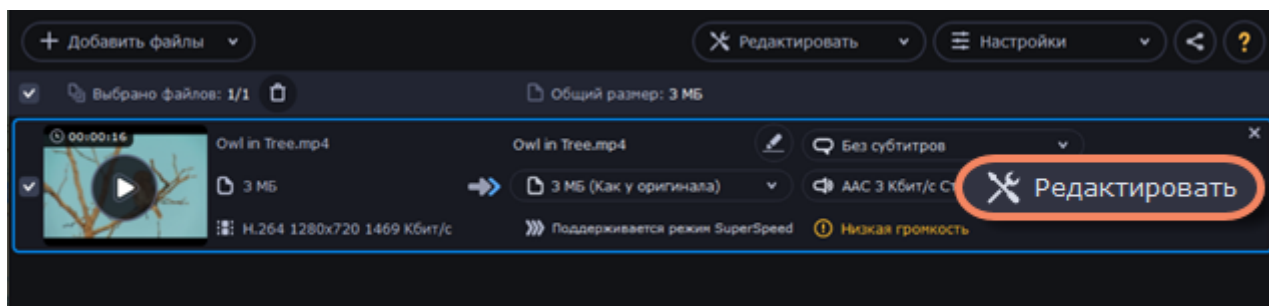 Добавить файлы
Редактировать
Настройки
?
Выбрано файлов: 1/1
Общий размер: 3 МБ
00:00:16
Owl in Tree.mp4
Owl in Tree.mp4
Без субтитров
3 МБ
3 МБ (Как у оригинала)
AAC 3 Кбит/с
Редактировать
H.264 1280x720 1469 Кбит/с
Поддерживается режим SuperSpeed
Низкая громкость